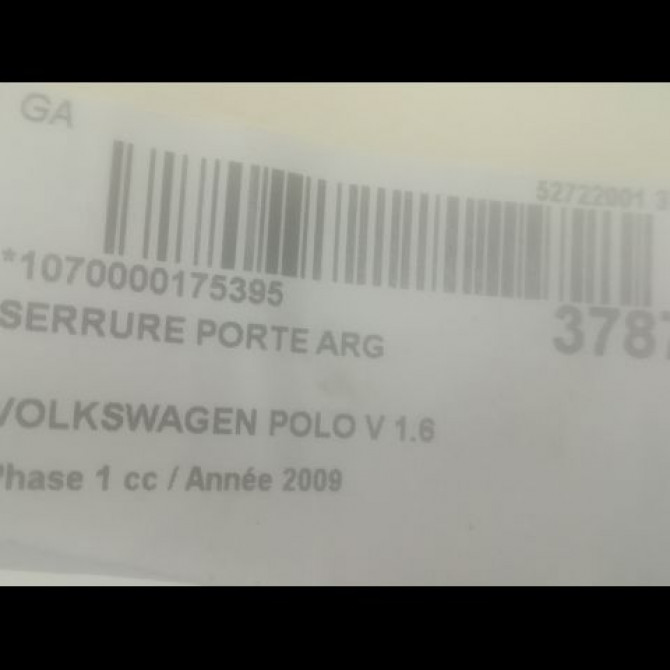 GA
52722001 3
*1070000175395
SERRURE PORTE ARG
3787
VOLKSWAGEN POLO V 1.6
Phase 1 cc / Année 2009